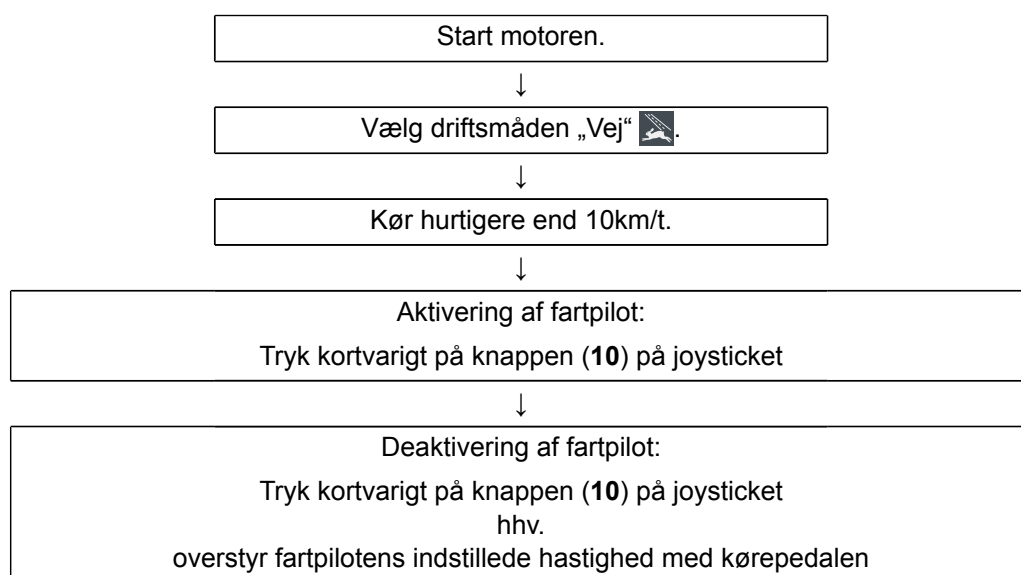 Start motoren.
↓
Vælg driftsmåden „Vej“ .
↓
Kør hurtigere end 10km/t.
↓
Aktivering af fartpilot:
Tryk kortvarigt på knappen (10) på joysticket
↓
Deaktivering af fartpilot:
Tryk kortvarigt på knappen (10) på joysticket
hhv.
overstyr fartpilotens indstillede hastighed med kørepedalen